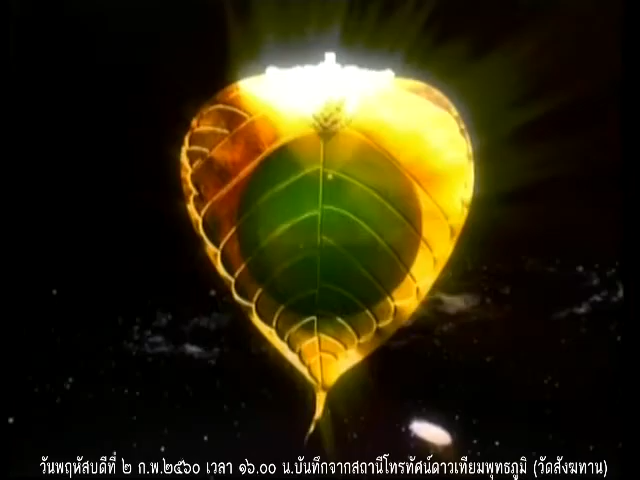 วันพฤหัสบดีที่ ๒ ก.พ.๒๕๖๐ เวลา ๑๖.๐๐ น.บันทึกจากสถานีโทรทัศน์ดาวเทียมพุทธภูมิ (วัดสังฆทาน)